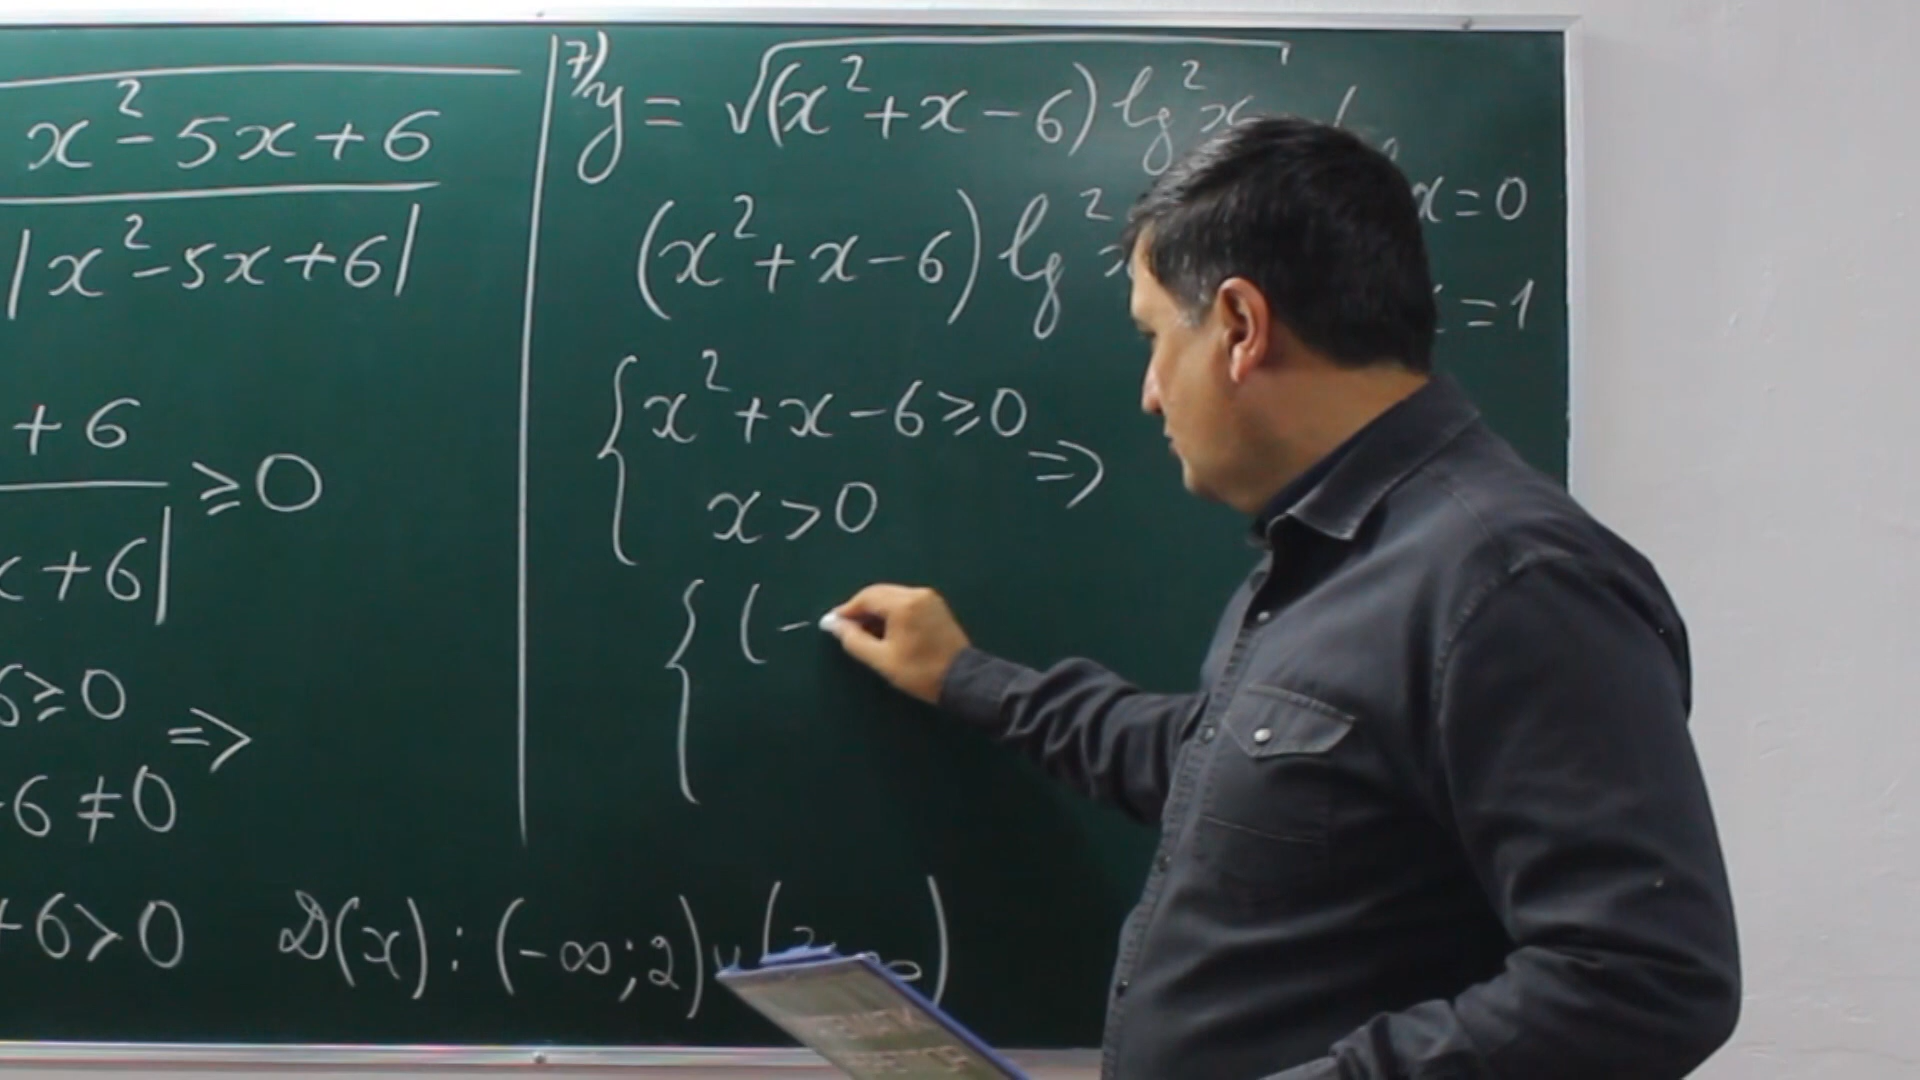 x²-5x+6
|x²-5x+6|
+6
≥0
x+6|
6≥0
=>
-6≠0
+6>0
D(x): (-∞;2)∪(
7) y = √(x²+x-6)lg²x
(x²+x-6)lg²
x=0
=1
{ x²+x-6≥0
x>0
=>
{ (-